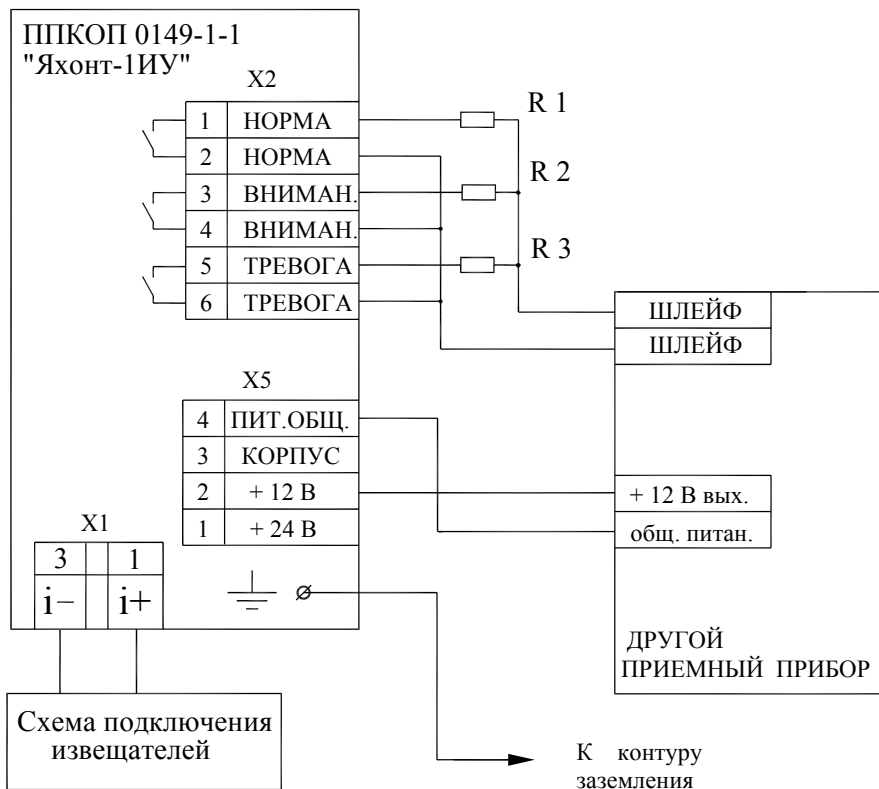 ППКОП 0149-1-1
"Яхонт-1ИУ"
X2
1 НОРМА
2 НОРМА
3 ВНИМАН.
4 ВНИМАН.
5 ТРЕВОГА
6 ТРЕВОГА
R 1
R 2
R 3
ШЛЕЙФ
ШЛЕЙФ
X5
4 ПИТ.ОБЩ.
3 КОРПУС
2 + 12 В
1 + 24 В
+ 12 В вых.
общ. питан.
X1
3 1
i− i+
ДРУГОЙ
ПРИЕМНЫЙ ПРИБОР
Схема подключения
извещателей
К контуру
заземления